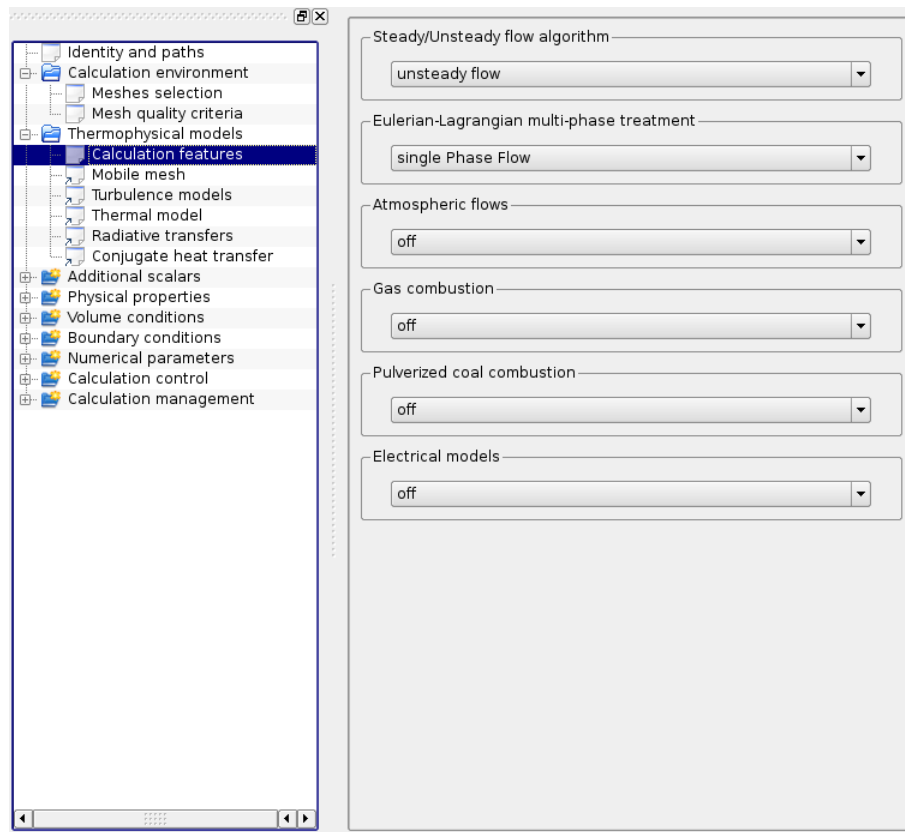 Identity and paths
Calculation environment
Meshes selection
Mesh quality criteria
Thermophysical models
Calculation features
Mobile mesh
Turbulence models
Thermal model
Radiative transfers
Conjugate heat transfer
Additional scalars
Physical properties
Volume conditions
Boundary conditions
Numerical parameters
Calculation control
Calculation management
Steady/Unsteady flow algorithm
unsteady flow
Eulerian-Lagrangian multi-phase treatment
single Phase Flow
Atmospheric flows
off
Gas combustion
off
Pulverized coal combustion
off
Electrical models
off